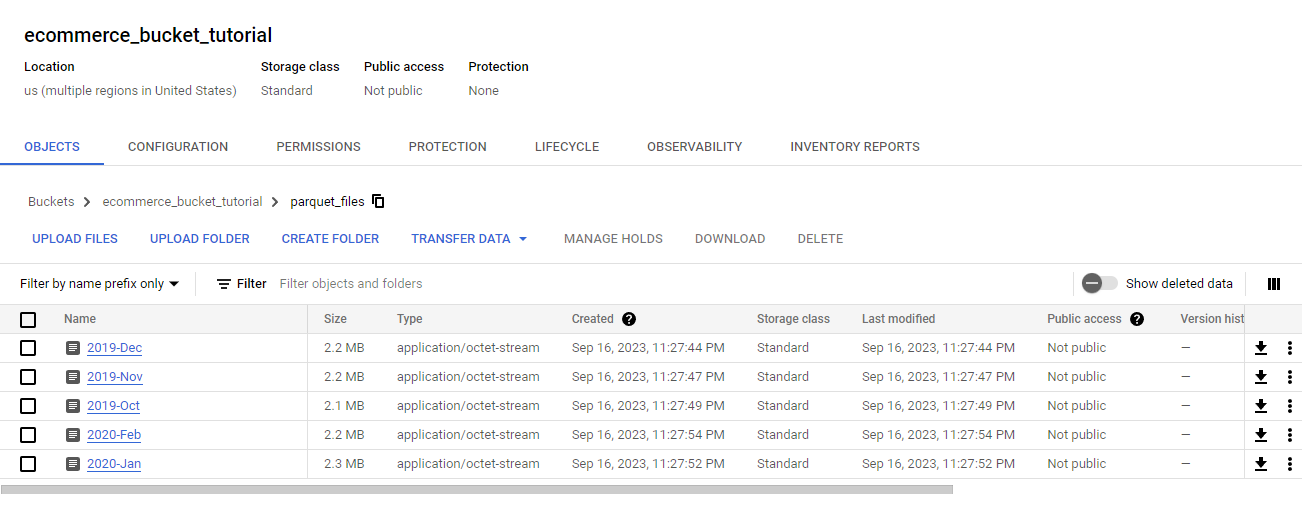 ecommerce_bucket_tutorial
Location Storage class Public access Protection
us (multiple regions in United States) Standard Not public None
OBJECTS CONFIGURATION PERMISSIONS PROTECTION LIFECYCLE OBSERVABILITY INVENTORY REPORTS
Buckets > ecommerce_bucket_tutorial > parquet_files
UPLOAD FILES UPLOAD FOLDER CREATE FOLDER TRANSFER DATA MANAGE HOLDS DOWNLOAD DELETE
Filter by name prefix only Filter Filter objects and folders Show deleted data
Name Size Type Created Storage class Last modified Public access Version hist
2019-Dec 2.2 MB application/octet-stream Sep 16, 2023, 11:27:44 PM Standard Sep 16, 2023, 11:27:44 PM Not public —
2019-Nov 2.2 MB application/octet-stream Sep 16, 2023, 11:27:47 PM Standard Sep 16, 2023, 11:27:47 PM Not public —
2019-Oct 2.1 MB application/octet-stream Sep 16, 2023, 11:27:49 PM Standard Sep 16, 2023, 11:27:49 PM Not public —
2020-Feb 2.2 MB application/octet-stream Sep 16, 2023, 11:27:54 PM Standard Sep 16, 2023, 11:27:54 PM Not public —
2020-Jan 2.3 MB application/octet-stream Sep 16, 2023, 11:27:52 PM Standard Sep 16, 2023, 11:27:52 PM Not public —